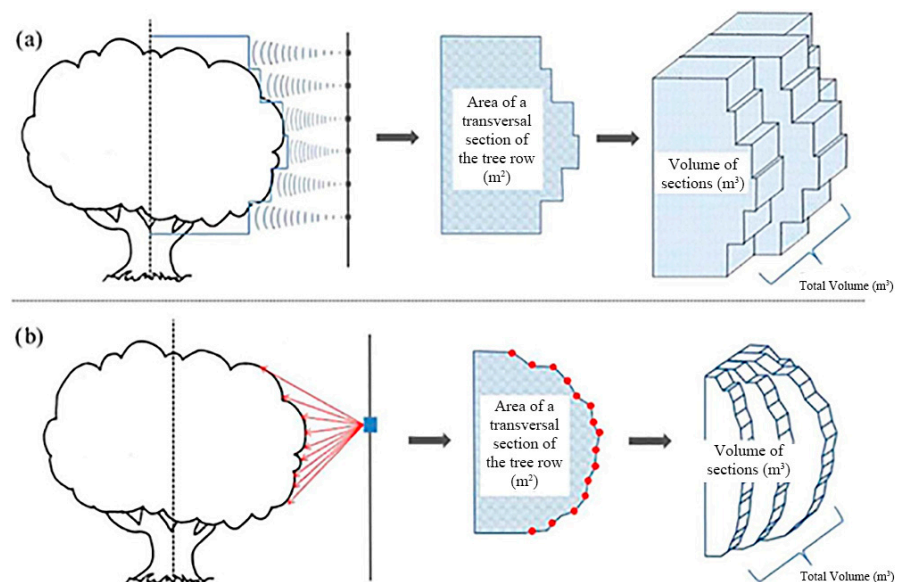 (a)
Area of a
transversal
section of
the tree row
(m²)
Volume of
sections (m³)
Total Volume (m³)
(b)
Area of a
transversal
section of
the tree row
(m²)
Volume of
sections (m³)
Total Volume (m³)